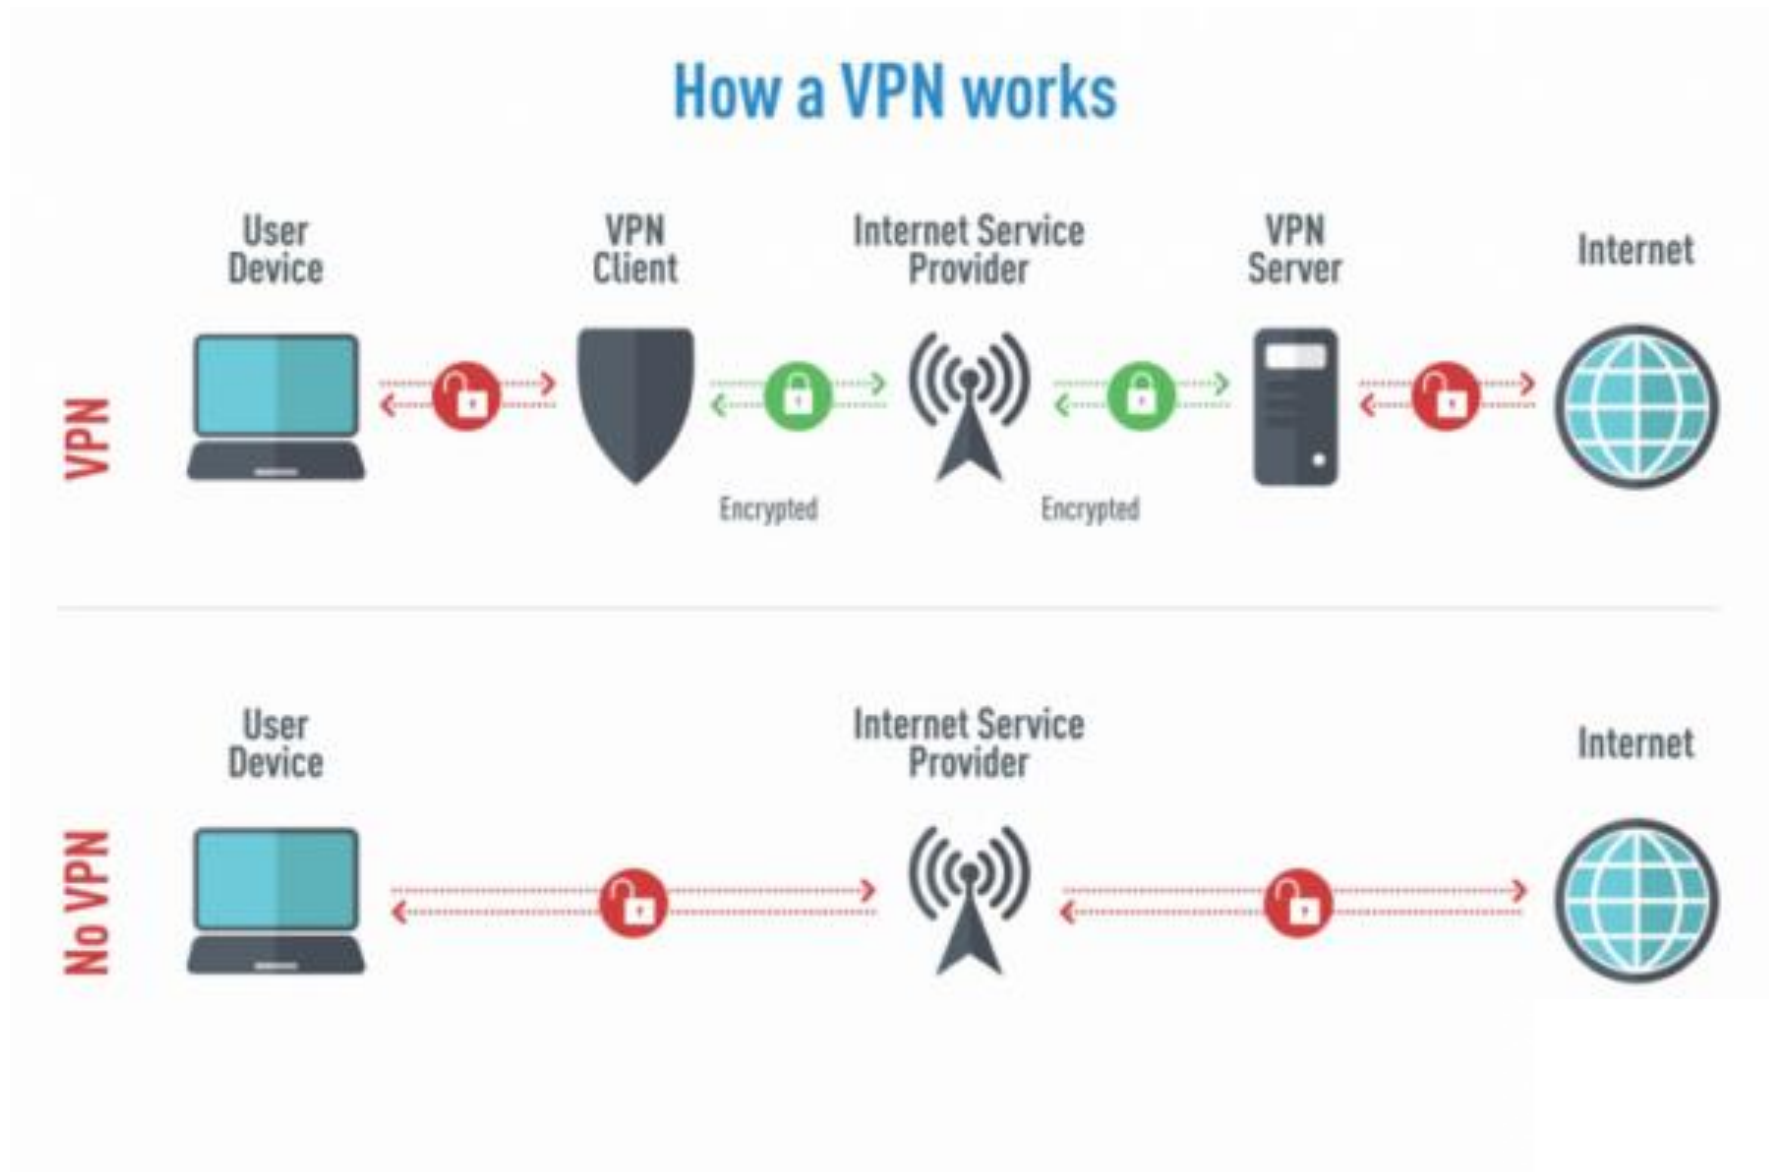 How a VPN works
User
Device
VPN
Client
Internet Service
Provider
VPN
Server
Internet
VPN
Encrypted
Encrypted
User
Device
Internet Service
Provider
Internet
No VPN